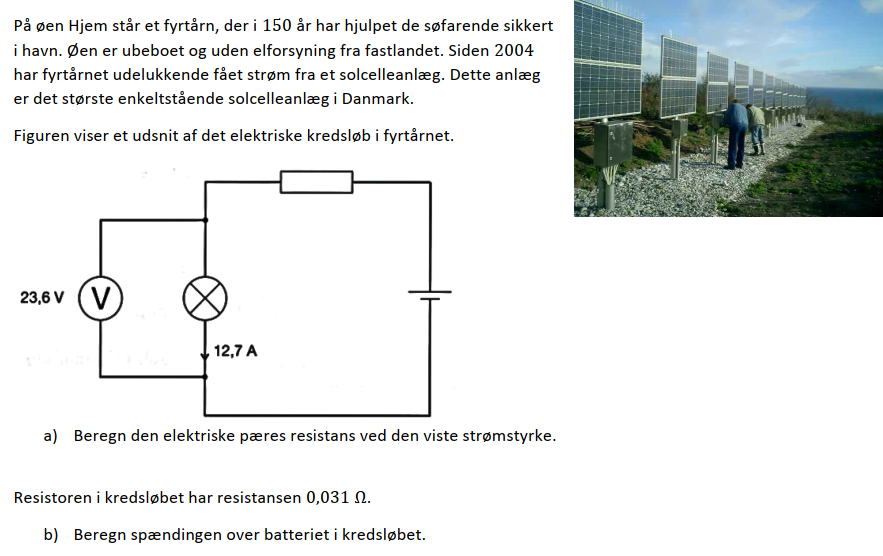 På øen Hjem står et fyrtårn, der i 150 år har hjulpet de søfarende sikkert
i havn. Øen er ubeboet og uden elforsyning fra fastlandet. Siden 2004
har fyrtårnet udelukkende fået strøm fra et solcelleanlæg. Dette anlæg
er det største enkeltstående solcelleanlæg i Danmark.
Figuren viser et udsnit af det elektriske kredsløb i fyrtårnet.
23,6 V
V
12,7 A
a) Beregn den elektriske pæres resistans ved den viste strømstyrke.
Resistoren i kredsløbet har resistansen 0,031 Ω.
b) Beregn spændingen over batteriet i kredsløbet.